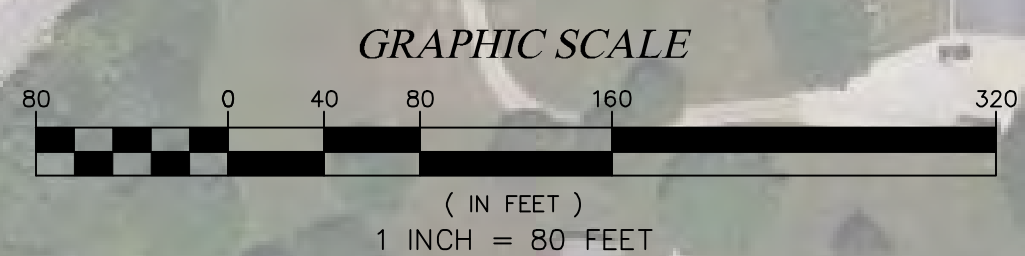 GRAPHIC SCALE
80 0 40 80 160 320
( IN FEET )
1 INCH = 80 FEET